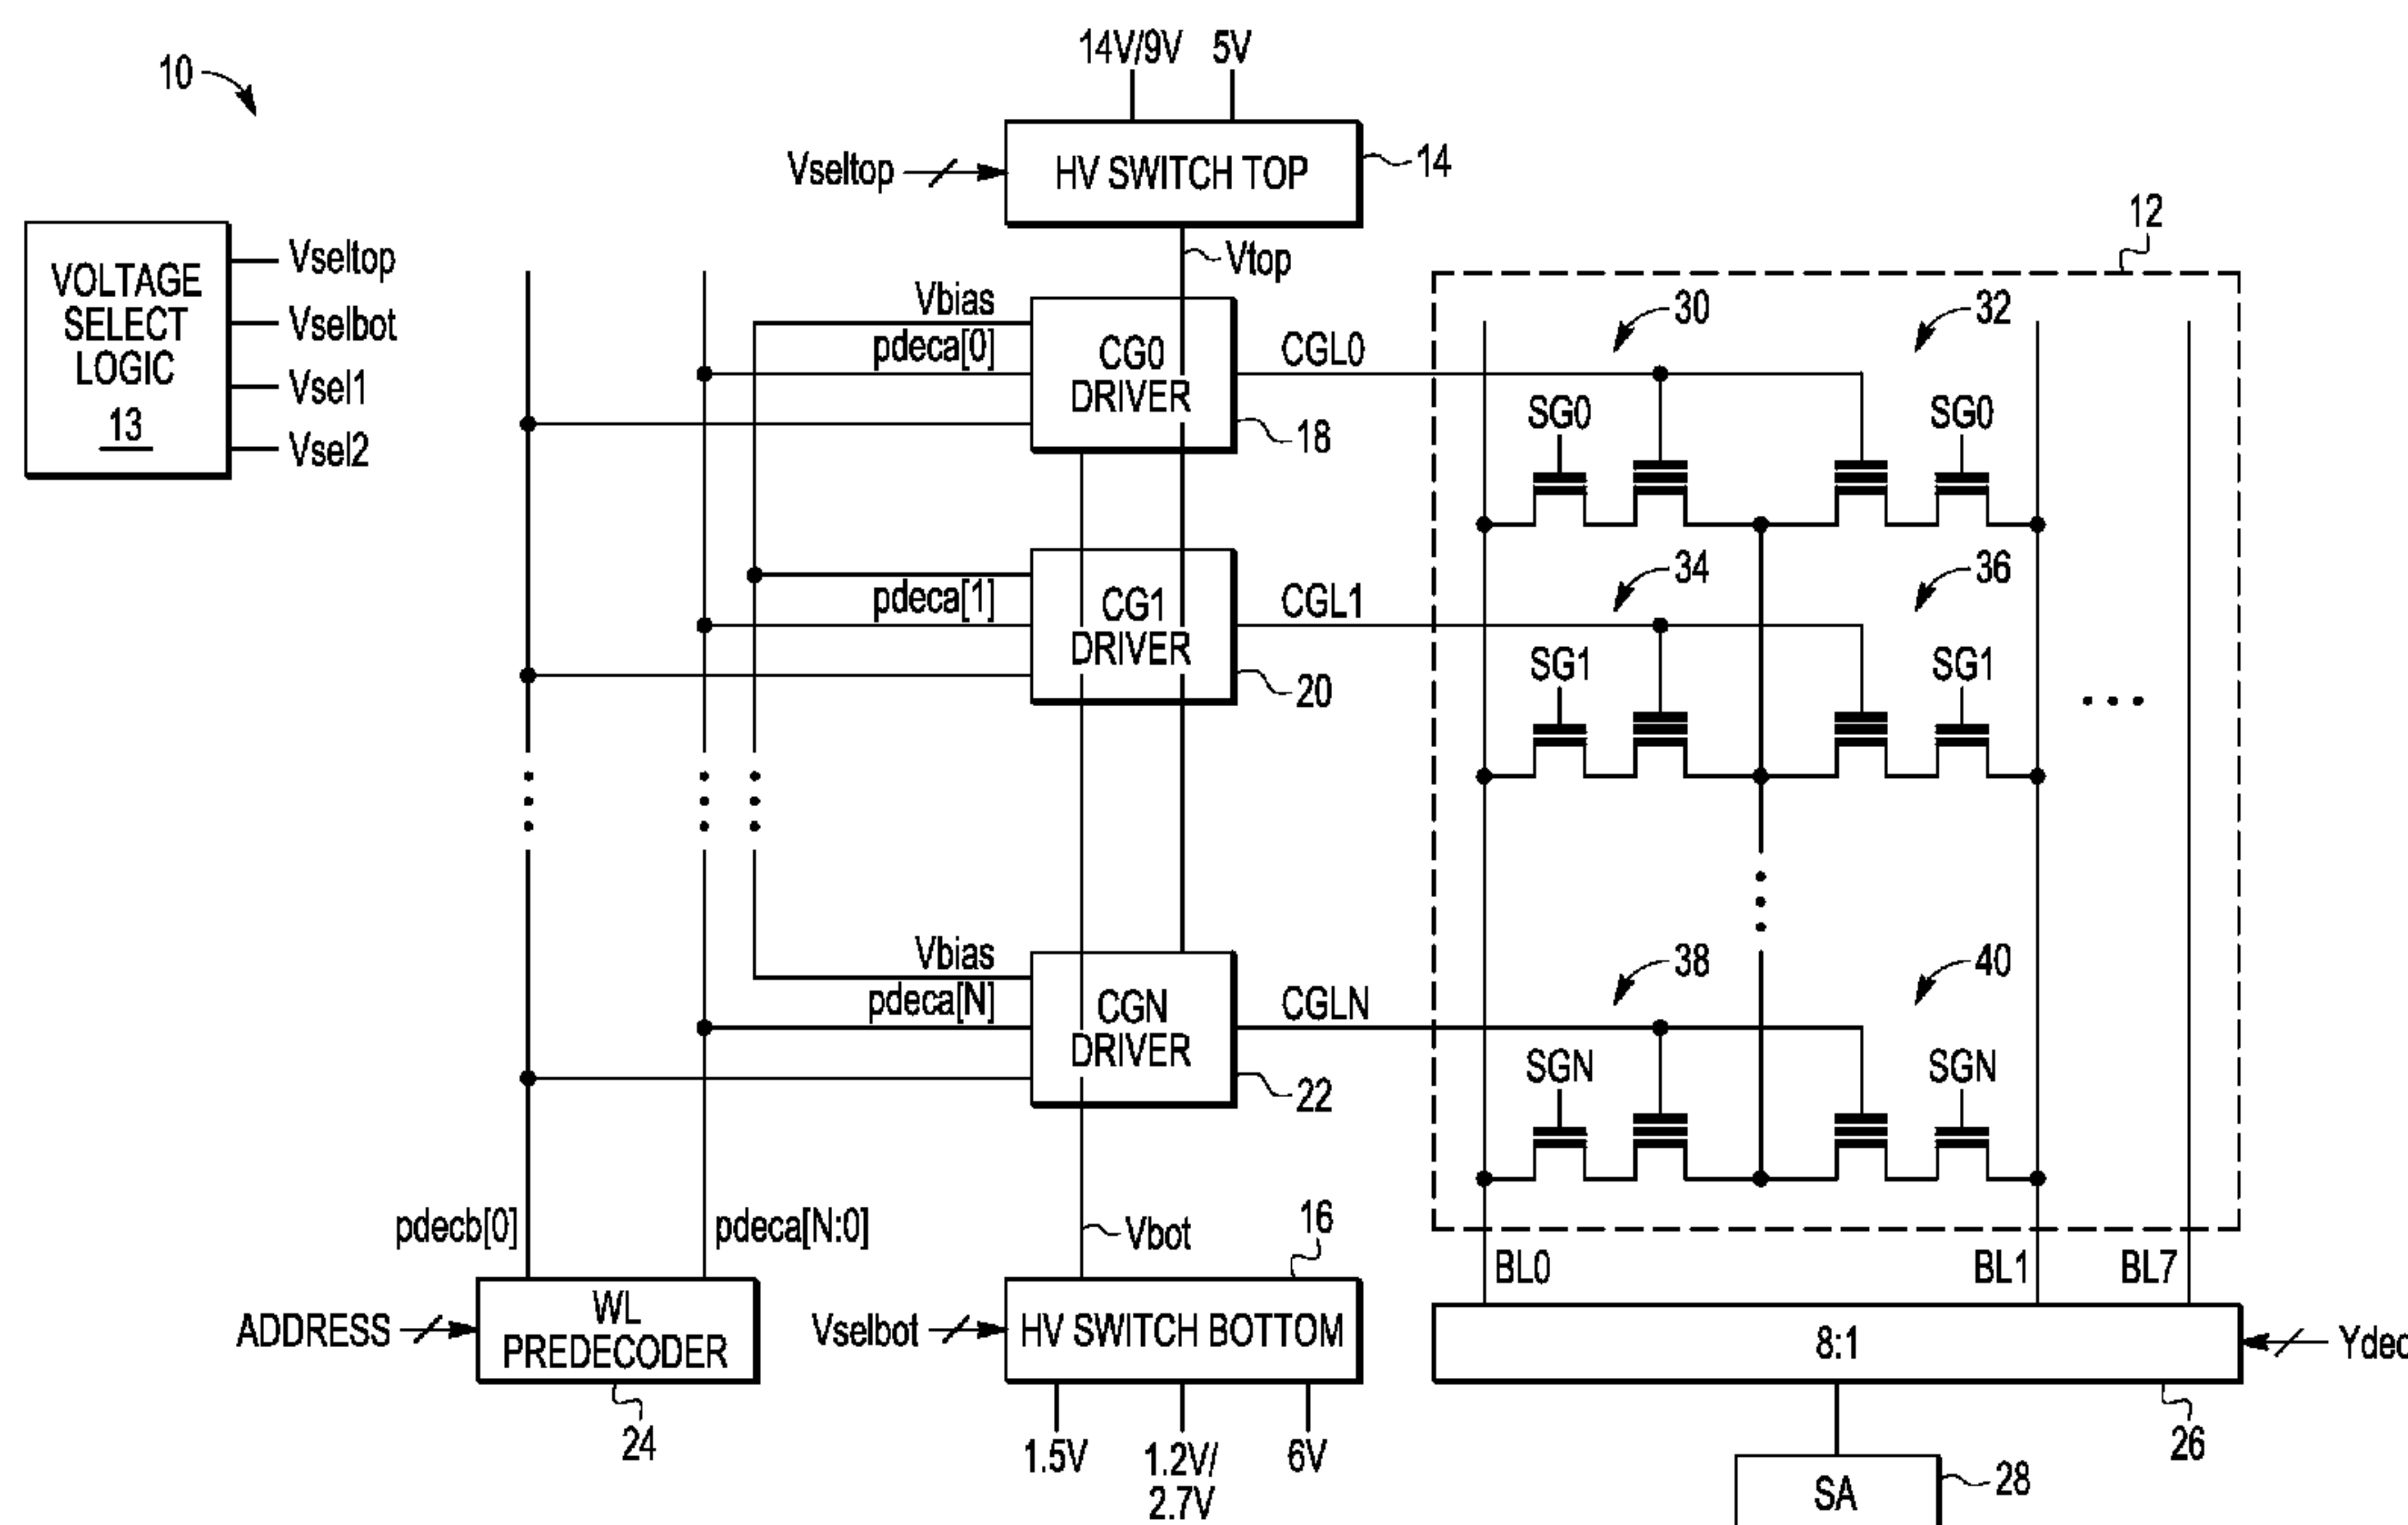 10
14V/9V 5V
Vseltop
HV SWITCH TOP
14
Vtop
VOLTAGE
SELECT
LOGIC
13
Vseltop
Vselbot
Vsel1
Vsel2
12
Vbias
pdeca[0]
CG0
DRIVER
18
CGL0
30
32
SG0
SG0
pdeca[1]
CG1
DRIVER
20
CGL1
34
36
SG1
SG1
Vbias
pdeca[N]
CGN
DRIVER
22
CGLN
38
40
SGN
SGN
pdecb[0]
pdeca[N:0]
Vbot
16
BL0
BL1
BL7
ADDRESS
WL
PREDECODER
24
Vselbot
HV SWITCH BOTTOM
1.5V
1.2V/
2.7V
6V
8:1
Ydec
26
SA
28